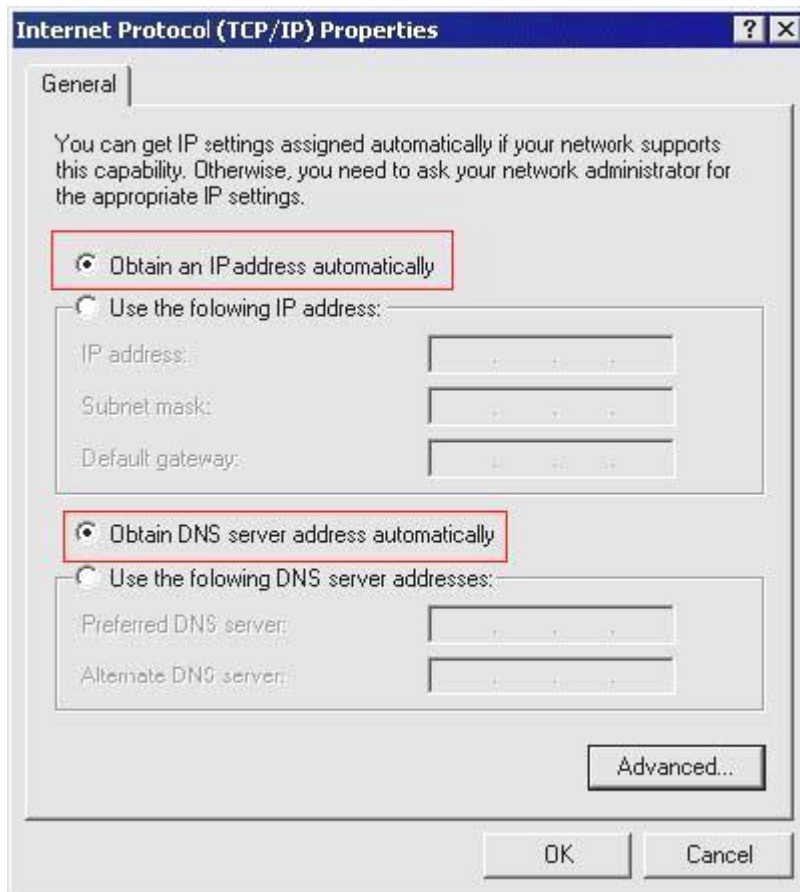 Internet Protocol (TCP/IP) Properties
General
You can get IP settings assigned automatically if your network supports
this capability. Otherwise, you need to ask your network administrator for
the appropriate IP settings.
Obtain an IP address automatically
Use the folowing IP address:
IP address:
Subnet mask:
Default gateway:
Obtain DNS server address automatically
Use the folowing DNS server addresses:
Preferred DNS server:
Alternate DNS server:
Advanced...
OK
Cancel